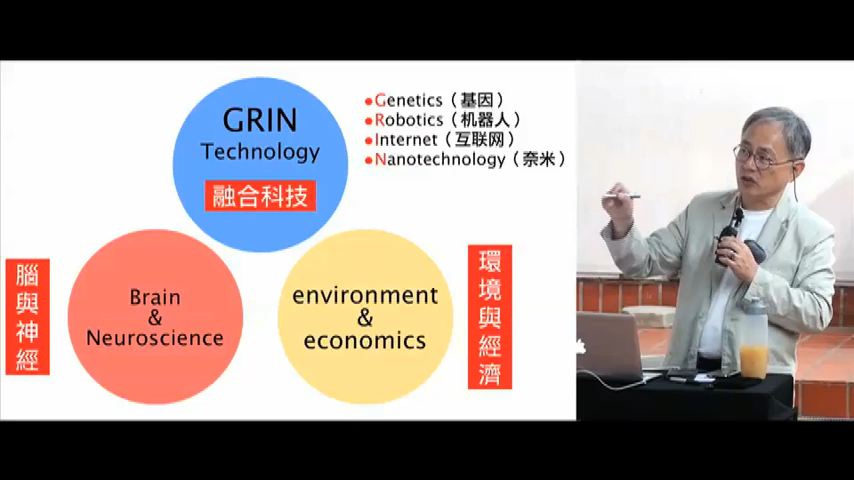 GRIN
Technology
融合科技
•Genetics（基因）
•Robotics（机器人）
•Internet（互联网）
•Nanotechnology（奈米）
腦與神經
Brain
&
Neuroscience
environment
&
economics
環境與經濟